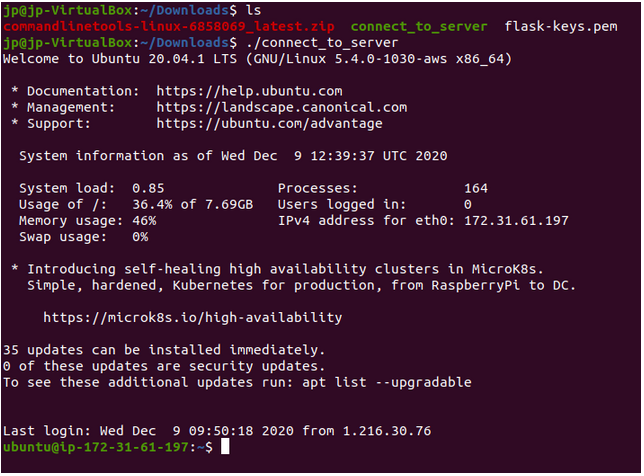 jp@jp-VirtualBox:~/Downloads$ ls
commandlinetools-linux-6858069_latest.zip  connect_to_server  flask-keys.pem
jp@jp-VirtualBox:~/Downloads$ ./connect_to_server
Welcome to Ubuntu 20.04.1 LTS (GNU/Linux 5.4.0-1030-aws x86_64)
* Documentation:  https://help.ubuntu.com
* Management:     https://landscape.canonical.com
* Support:        https://ubuntu.com/advantage
System information as of Wed Dec  9 12:39:37 UTC 2020
System load:  0.85               Processes:             164
Usage of /:   36.4% of 7.69GB   Users logged in:       0
Memory usage: 46%                IPv4 address for eth0: 172.31.61.197
Swap usage:   0%
* Introducing self-healing high availability clusters in MicroK8s.
Simple, hardened, Kubernetes for production, from RaspberryPi to DC.
https://microk8s.io/high-availability
35 updates can be installed immediately.
0 of these updates are security updates.
To see these additional updates run: apt list --upgradable
Last login: Wed Dec  9 09:50:18 2020 from 1.216.30.76
ubuntu@ip-172-31-61-197:~$